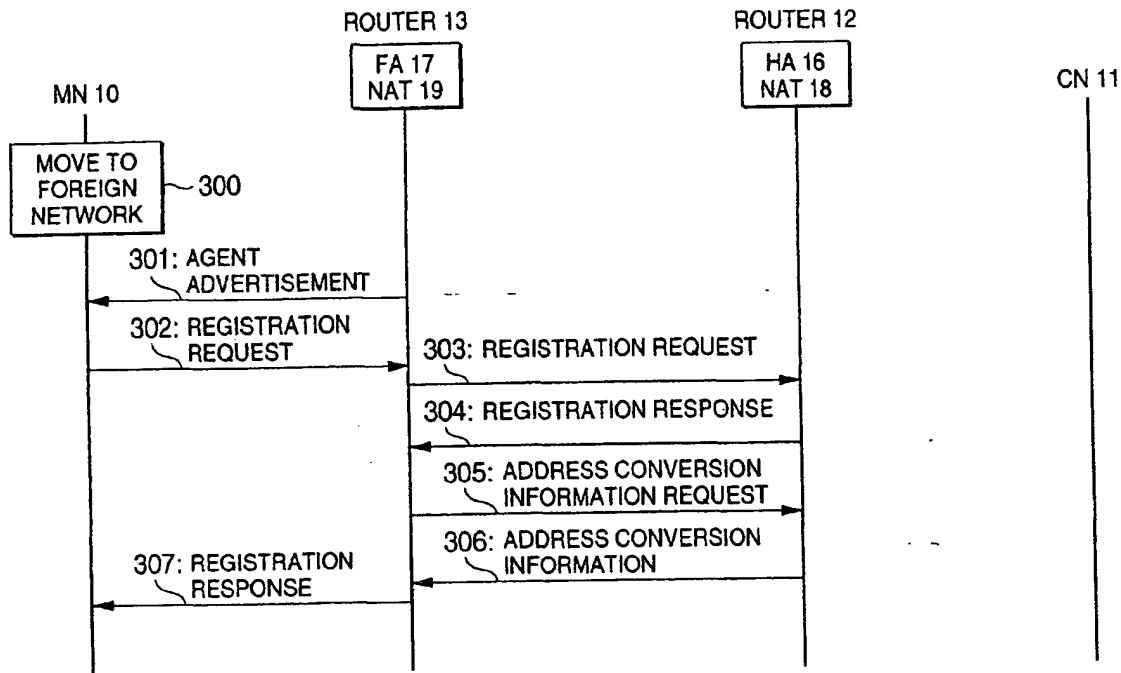 ROUTER 13
ROUTER 12
FA 17
NAT 19
HA 16
NAT 18
MN 10
CN 11
MOVE TO
FOREIGN
NETWORK
300
301: AGENT
ADVERTISEMENT
302: REGISTRATION
REQUEST
303: REGISTRATION REQUEST
304: REGISTRATION RESPONSE
305: ADDRESS CONVERSION
INFORMATION REQUEST
306: ADDRESS CONVERSION
INFORMATION
307: REGISTRATION
RESPONSE